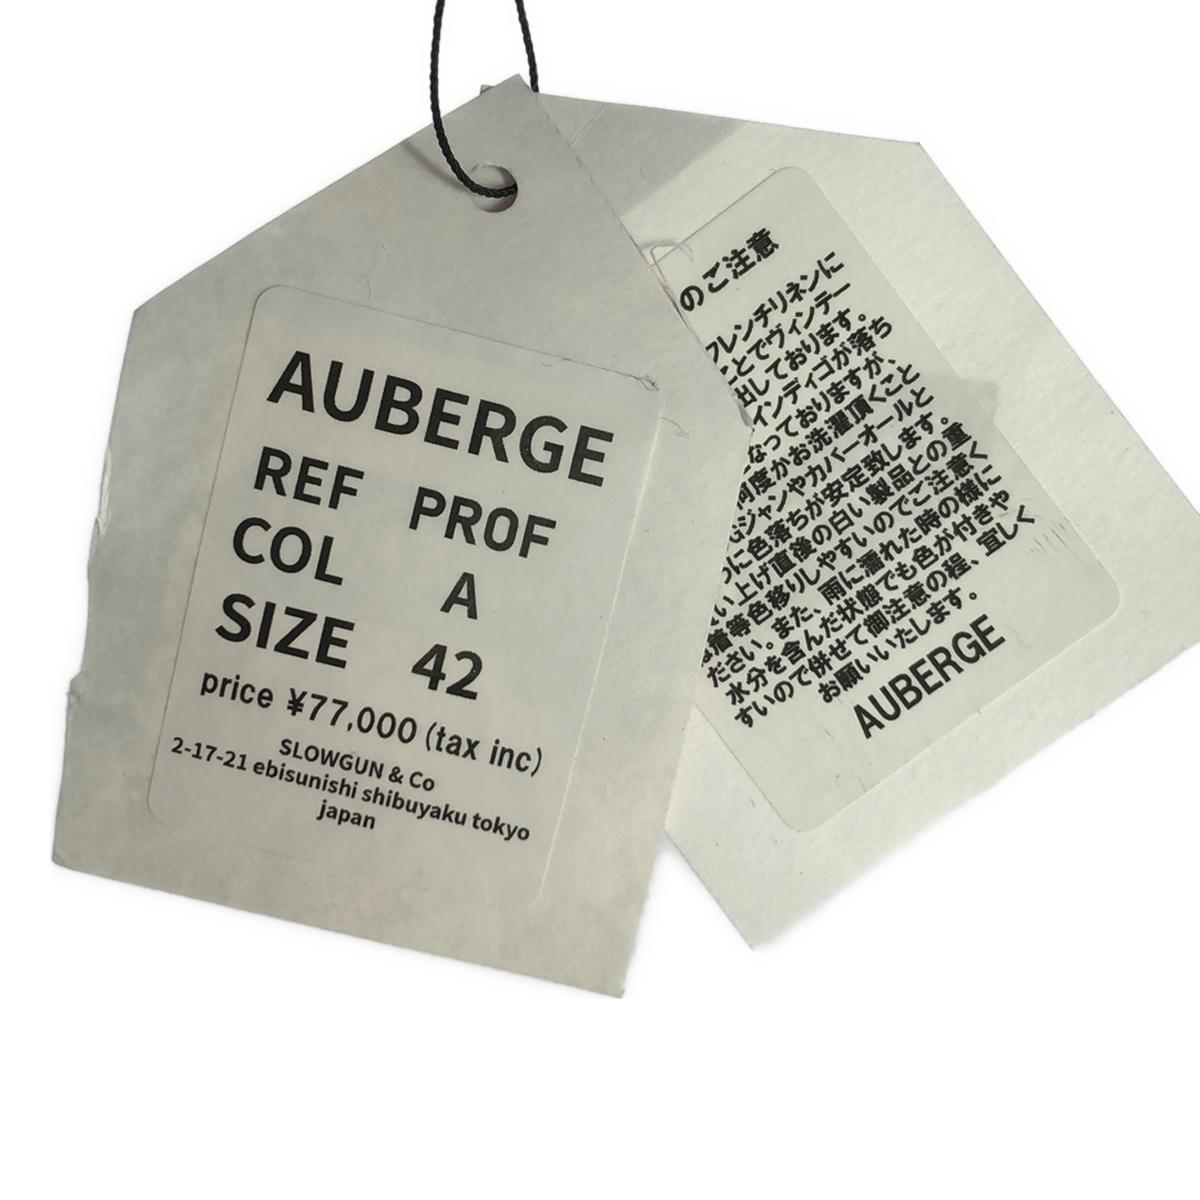 AUBERGE
REF PROF
COL A
SIZE 42
price ¥77,000 (tax inc)
SLOWGUN & Co
2-17-21 ebisunishi shibuyaku tokyo
japan
のご注意
フレンチリネンに
ことでヴィンテー
出しております。
インディゴが落ち
なっておりますが、
何度かお洗濯頂くこと
Gジャンやカバーオールと
に色落ちが安定致します。
い上げ直後の白い製品との重
着等色移りしやすいのでご注意く
ださい。また、雨に濡れた時の様に
水分を含んだ状態でも色が付きや
すいので併せて御注意の程、宜しく
お願いいたします。
AUBERGE